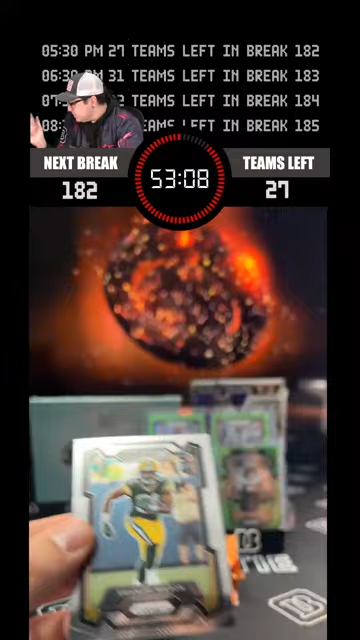 05:30 PM 27 TEAMS LEFT IN BREAK 182
06:30 PM 31 TEAMS LEFT IN BREAK 183
TEAMS LEFT IN BREAK 184
TEAMS LEFT IN BREAK 185
NEXT BREAK
182
53:08
TEAMS LEFT
27